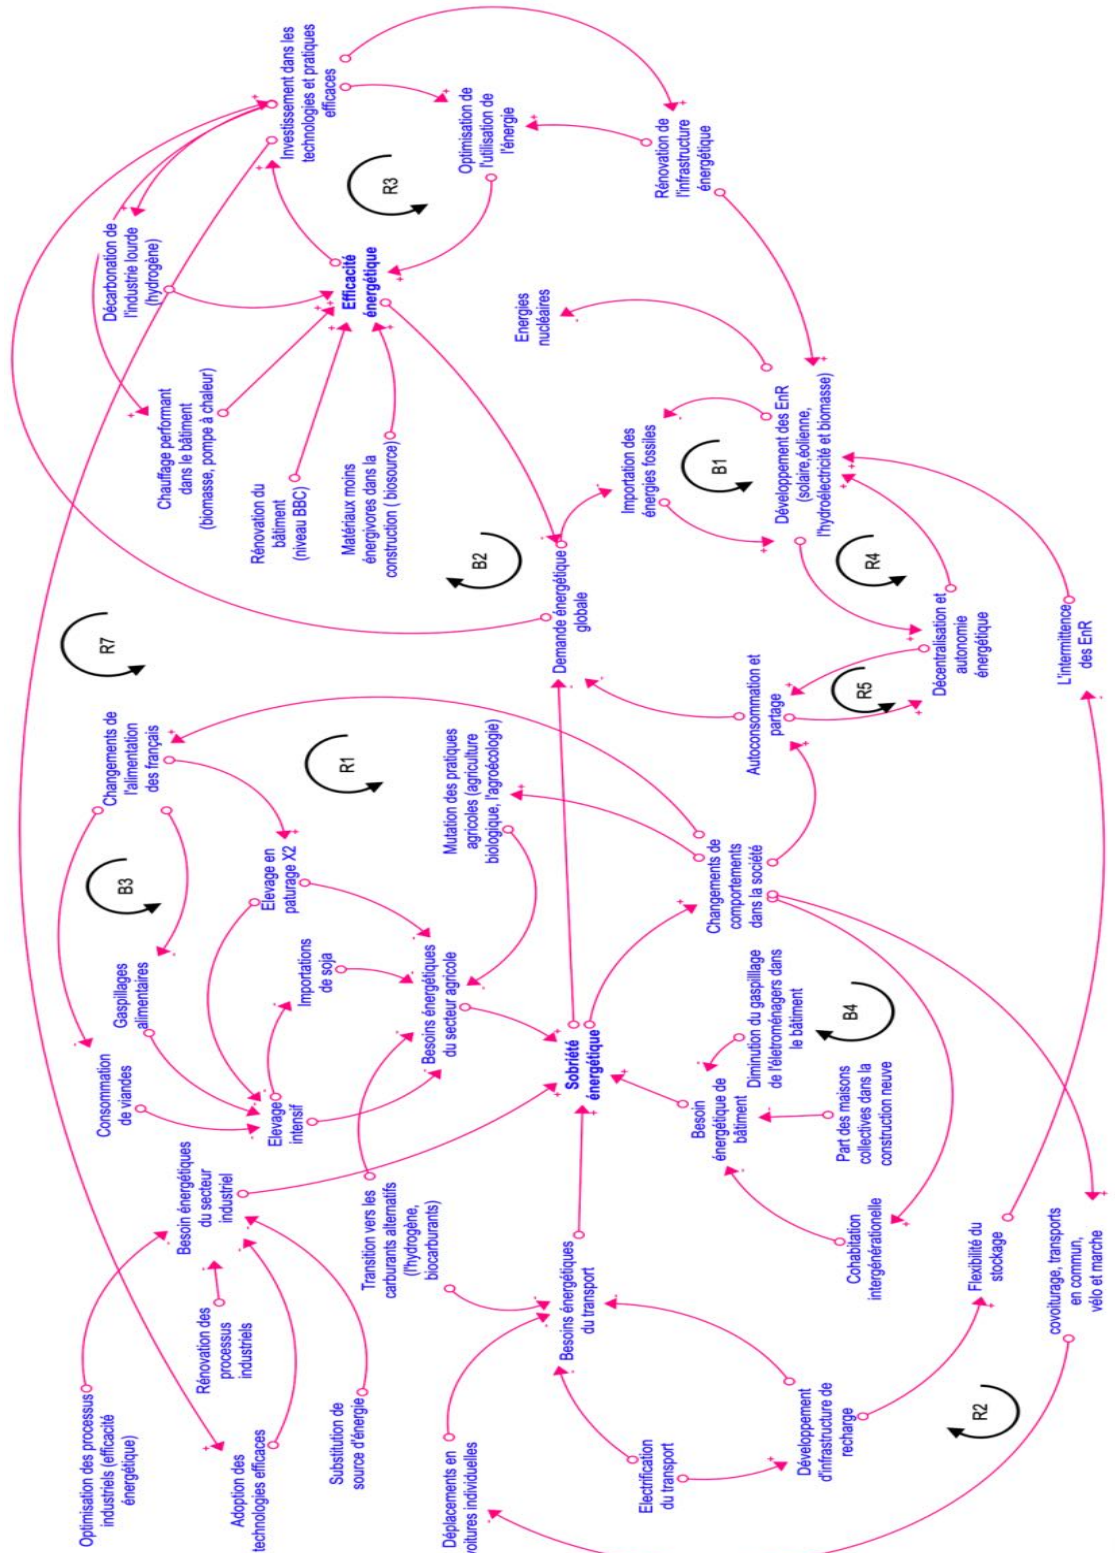 Optimisation des processus
industriels (efficacité
énergétique)
Adoption des
technologies efficaces
Rénovation des
processus
industriels
Substitution de
source d'énergie
Besoin énergétiques
du secteur
industriel
Consommation
de viandes
Gaspillages
alimentaires
B3
Changements de
l'alimentation
des français
R7
Décarbonation de
l'industrie lourde
(hydrogène)
Chauffage performant
dans le bâtiment
(biomasse, pompe à chaleur)
Investissement dans les
technologies et pratiques
efficaces
Elevage
intensif
Elevage en
paturage X2
Importations
de soja
R1
Rénovation du
bâtiment
(niveau BBC)
Matériaux moins
énergivores dans la
construction ( biosource)
Efficacité
énergétique
R3
Transition vers les
carburants alternatifs
(l'hydrogène,
biocarburants)
Besoins énergétiques
du secteur agricole
Mutation des pratiques
agricoles (agriculture
biologique, l'agroécologie)
B2
Optimisation de
l'utilisation de
l'énergie
Déplacements en
voitures individuelles
Besoins énergétiques
du transport
Sobriété
énergétique
Demande énergétique
globale
Energies
nucléaires
Electrification
du transport
Besoin
énergétique de
bâtiment
Diminution du gaspillage
de l'életroménagers dans
le bâtiment
Changements de
comportements
dans la société
Importation des
énergies fossiles
Rénovation de
l'infrastructure
énergétique
B1
Développement d'infrastructure de
recharge
Part des maisons
collectives dans la
construction neuve
B4
Autoconsommation et
partage
Développement des EnR
(solaire,éolienne,
l'hydroélectricité et biomasse)
Cohabitation
intergénérationelle
R5
R4
Décentralisation et
autonomie
énergétique
R2
Flexibilité du
stockage
covoiturage, transports
en commun,
vélo et marche
L'intermittence
des EnR